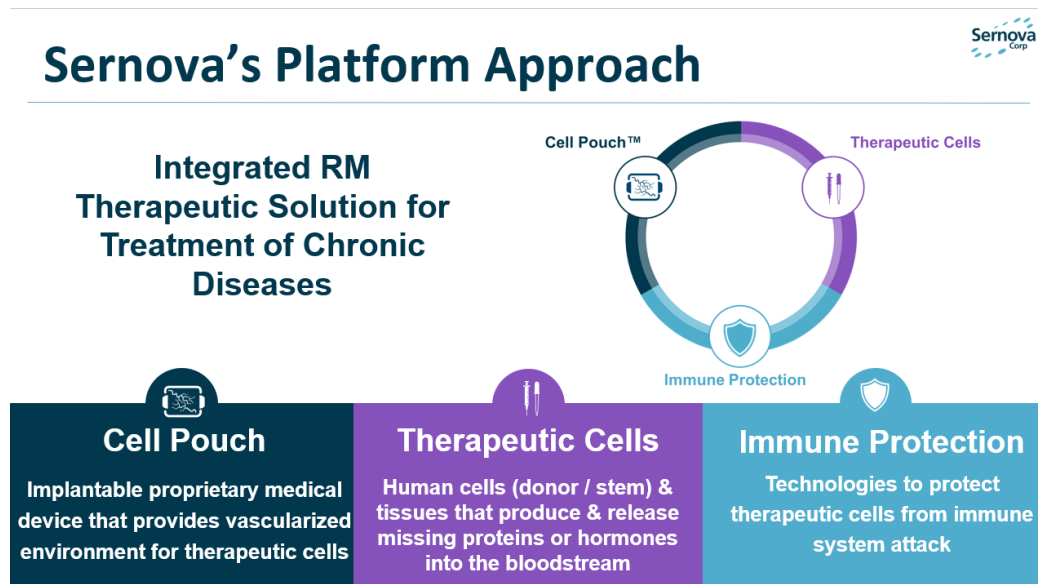 Sernova's Platform Approach
Sernova
Corp
Integrated RM
Therapeutic Solution for
Treatment of Chronic
Diseases
Cell Pouch™
Therapeutic Cells
Immune Protection
Cell Pouch
Implantable proprietary medical
device that provides vascularized
environment for therapeutic cells
Therapeutic Cells
Human cells (donor / stem) &
tissues that produce & release
missing proteins or hormones
into the bloodstream
Immune Protection
Technologies to protect
therapeutic cells from immune
system attack